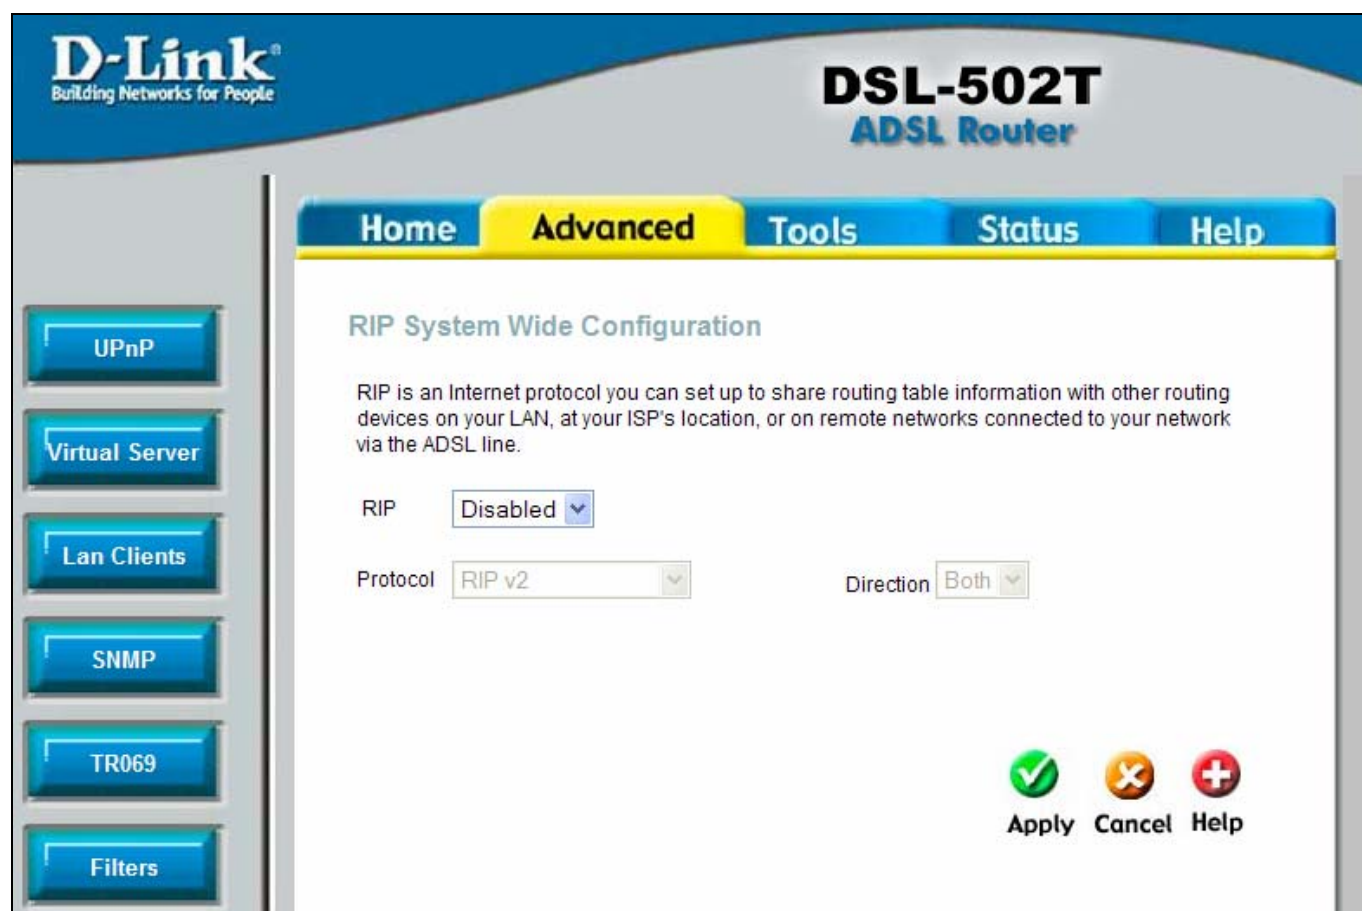 D-Link®
Building Networks for People
DSL-502T
ADSL Router
Home
Advanced
Tools
Status
Help
UPnP
Virtual Server
Lan Clients
SNMP
TR069
Filters
RIP System Wide Configuration
RIP is an Internet protocol you can set up to share routing table information with other routing
devices on your LAN, at your ISP's location, or on remote networks connected to your network
via the ADSL line.
RIP Disabled
Protocol RIP v2 Direction Both
Apply Cancel Help